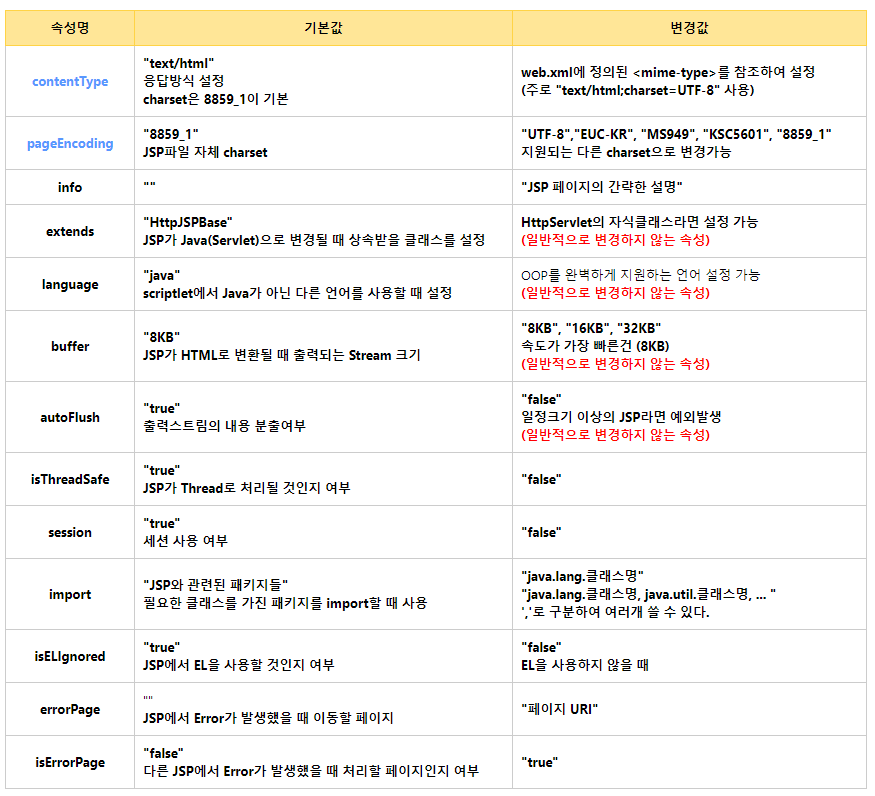 속성명 기본값 변경값
contentType
"text/html"
응답방식 설정
charset은 8859_1이 기본
web.xml에 정의된 <mime-type>를 참조하여 설정
(주로 "text/html;charset=UTF-8" 사용)
pageEncoding
"8859_1"
JSP파일 자체 charset
"UTF-8","EUC-KR", "MS949", "KSC5601", "8859_1"
지원되는 다른 charset으로 변경가능
info
""
"JSP 페이지의 간략한 설명"
extends
"HttpJSPBase"
JSP가 Java(Servlet)으로 변경될 때 상속받을 클래스를 설정
HttpServlet의 자식클래스라면 설정 가능
(일반적으로 변경하지 않는 속성)
language
"java"
scriptlet에서 Java가 아닌 다른 언어를 사용할 때 설정
OOP를 완벽하게 지원하는 언어 설정 가능
(일반적으로 변경하지 않는 속성)
buffer
"8KB"
JSP가 HTML로 변환될 때 출력되는 Stream 크기
"8KB", "16KB", "32KB"
속도가 가장 빠른건 (8KB)
(일반적으로 변경하지 않는 속성)
autoFlush
"true"
출력스트림의 내용 분출여부
"false"
일정크기 이상의 JSP라면 예외발생
(일반적으로 변경하지 않는 속성)
isThreadSafe
"true"
JSP가 Thread로 처리될 것인지 여부
"false"
session
"true"
세션 사용 여부
"false"
import
"JSP와 관련된 패키지들"
필요한 클래스를 가진 패키지를 import할 때 사용
"java.lang.클래스명"
"java.lang.클래스명, java.util.클래스명, ... "
','로 구분하여 여러개 쓸 수 있다.
isELIgnored
"true"
JSP에서 EL을 사용할 것인지 여부
"false"
EL을 사용하지 않을 때
errorPage
""
JSP에서 Error가 발생했을 때 이동할 페이지
"페이지 URI"
isErrorPage
"false"
다른 JSP에서 Error가 발생했을 때 처리할 페이지인지 여부
"true"